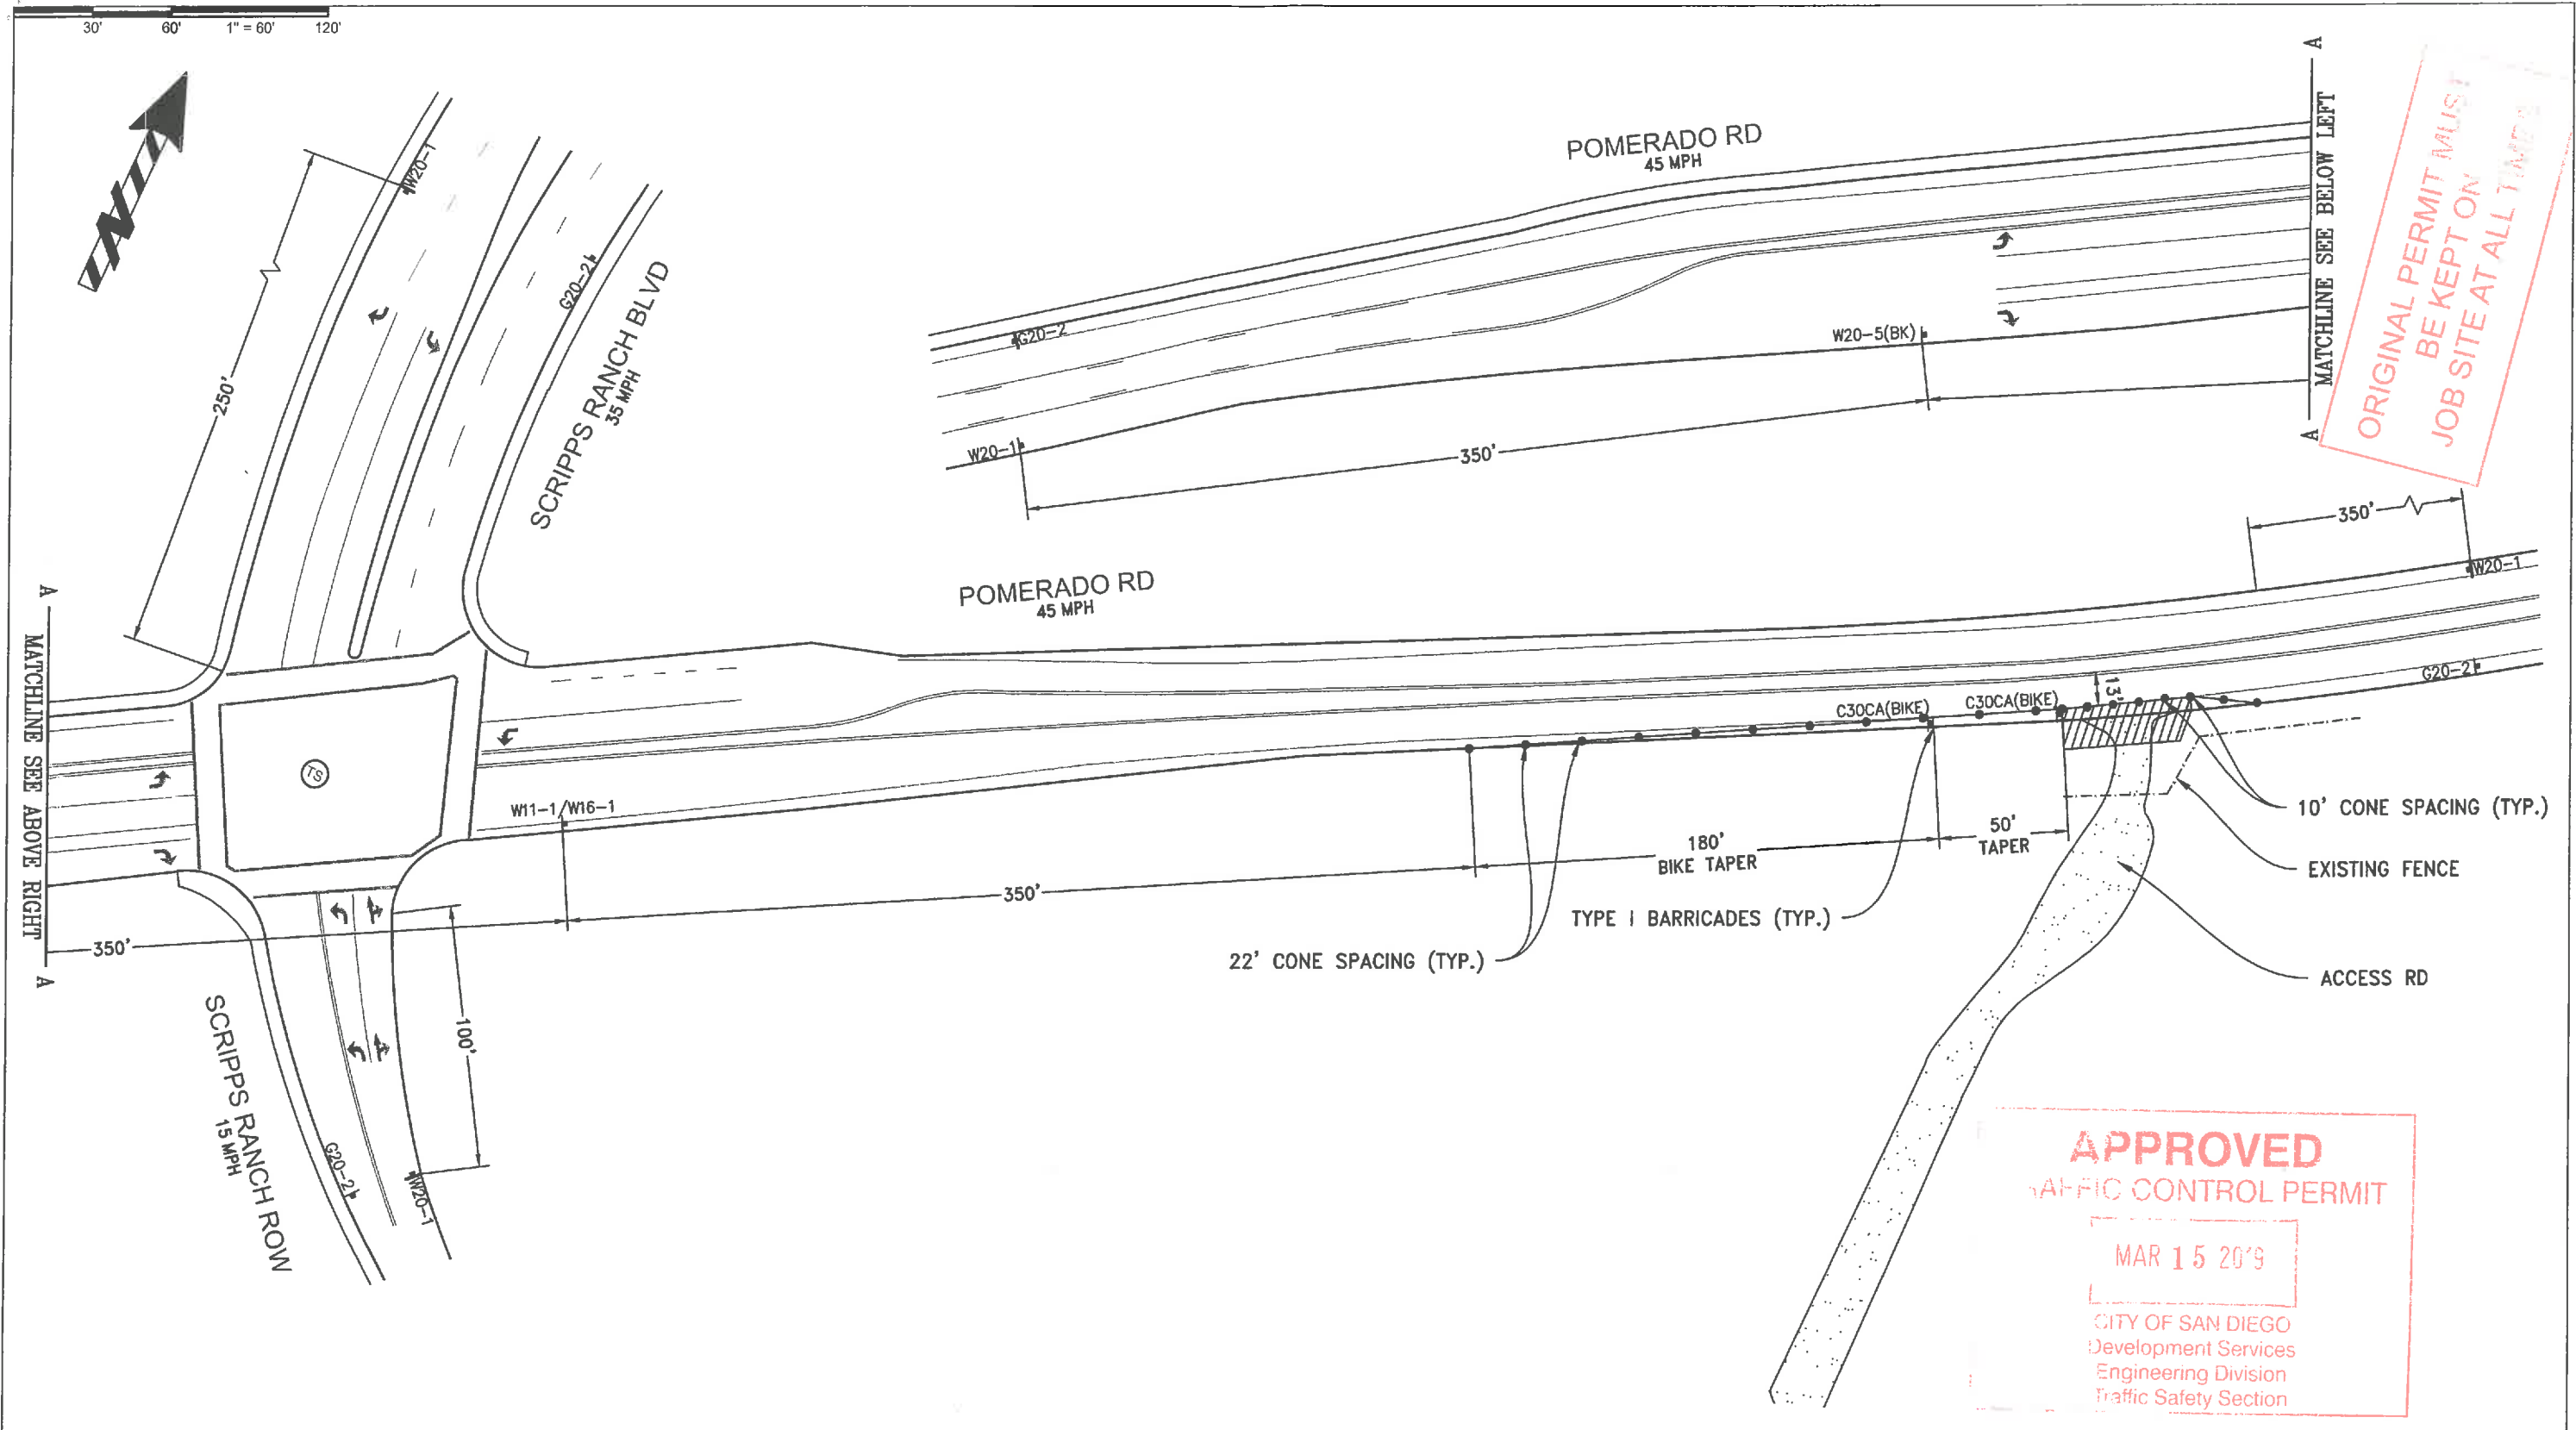 30' 60' 1" = 60' 120'
N
W20-1
250'
G20-2
SCRIPPS RANCH BLVD
35 MPH
POMERADO RD
45 MPH
G20-2
W20-1
W20-5(BK)
350'
A
MATCHLINE SEE BELOW LEFT
A
ORIGINAL PERMIT MUST
BE KEPT ON
JOB SITE AT ALL TIMES
POMERADO RD
45 MPH
350'
W20-1
G20-2
A
MATCHLINE SEE ABOVE RIGHT
A
TS
W11-1/W16-1
C30CA(BIKE)
C30CA(BIKE)
13'
350'
350'
180'
BIKE TAPER
50'
TAPER
10' CONE SPACING (TYP.)
EXISTING FENCE
TYPE I BARRICADES (TYP.)
22' CONE SPACING (TYP.)
ACCESS RD
100'
SCRIPPS RANCH ROW
15 MPH
G20-2
W20-1
APPROVED
TRAFFIC CONTROL PERMIT
MAR 15 2019
CITY OF SAN DIEGO
Development Services
Engineering Division
Traffic Safety Section